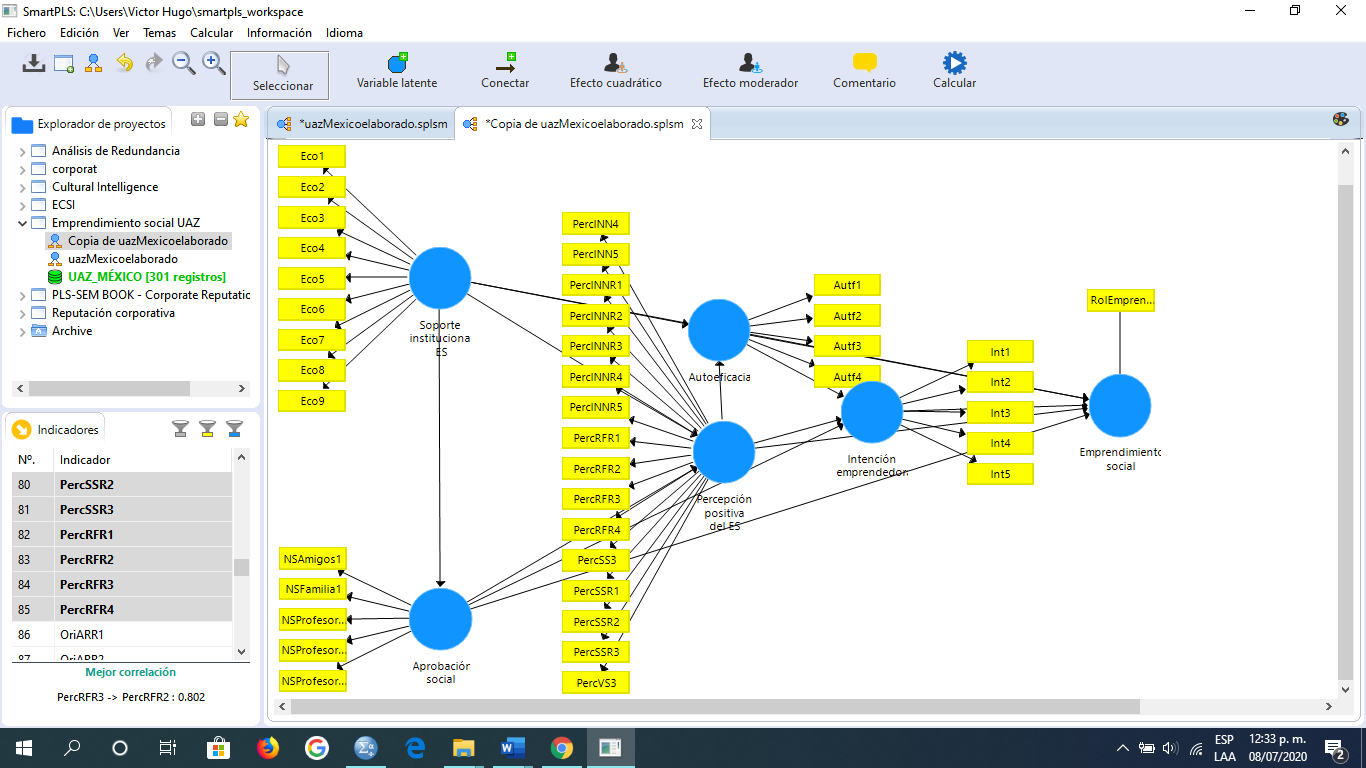 SmartPLS: C:\Users\Victor Hugo\smartpls_workspace
Fichero Edición Ver Temas Calcular Información Idioma
Seleccionar
Variable latente
Conectar
Efecto cuadrático
Efecto moderador
Comentario
Calcular
Explorador de proyectos
Análisis de Redundancia
corporat
Cultural Intelligence
ECSI
Emprendimiento social UAZ
Copia de uazMexicoelaborado
uazMexicoelaborado
UAZ_MÉXICO [301 registros]
PLS-SEM BOOK - Corporate Reputatic
Reputación corporativa
Archive
Indicadores
Nº. Indicador
80 PercSSR2
81 PercSSR3
82 PercRFR1
83 PercRFR2
84 PercRFR3
85 PercRFR4
86 OriARR1
87 OriARR2
Mejor correlación
PercRFR3 -> PercRFR2 : 0.802
*uazMexicoelaborado.splsm
*Copia de uazMexicoelaborado.splsm
Eco1
Eco2
Eco3
Eco4
Eco5
Eco6
Eco7
Eco8
Eco9
Soporte
instituciona
ES
NSAmigos1
NSFamilia1
NSProfesor...
NSProfesor...
NSProfesor...
Aprobación
social
PercINN4
PercINN5
PercINNR1
PercINNR2
PercINNR3
PercINNR4
PercINNR5
PercRFR1
PercRFR2
PercRFR3
PercRFR4
PercSS3
PercSSR1
PercSSR2
PercSSR3
PercVS3
Autoeficacia
Percepción
positiva
del ES
Autf1
Autf2
Autf3
Autf4
Intención
emprendedor
Int1
Int2
Int3
Int4
Int5
RolEmpren...
Emprendimiento
social
ESP
LAA
12:33 p. m.
08/07/2020
2